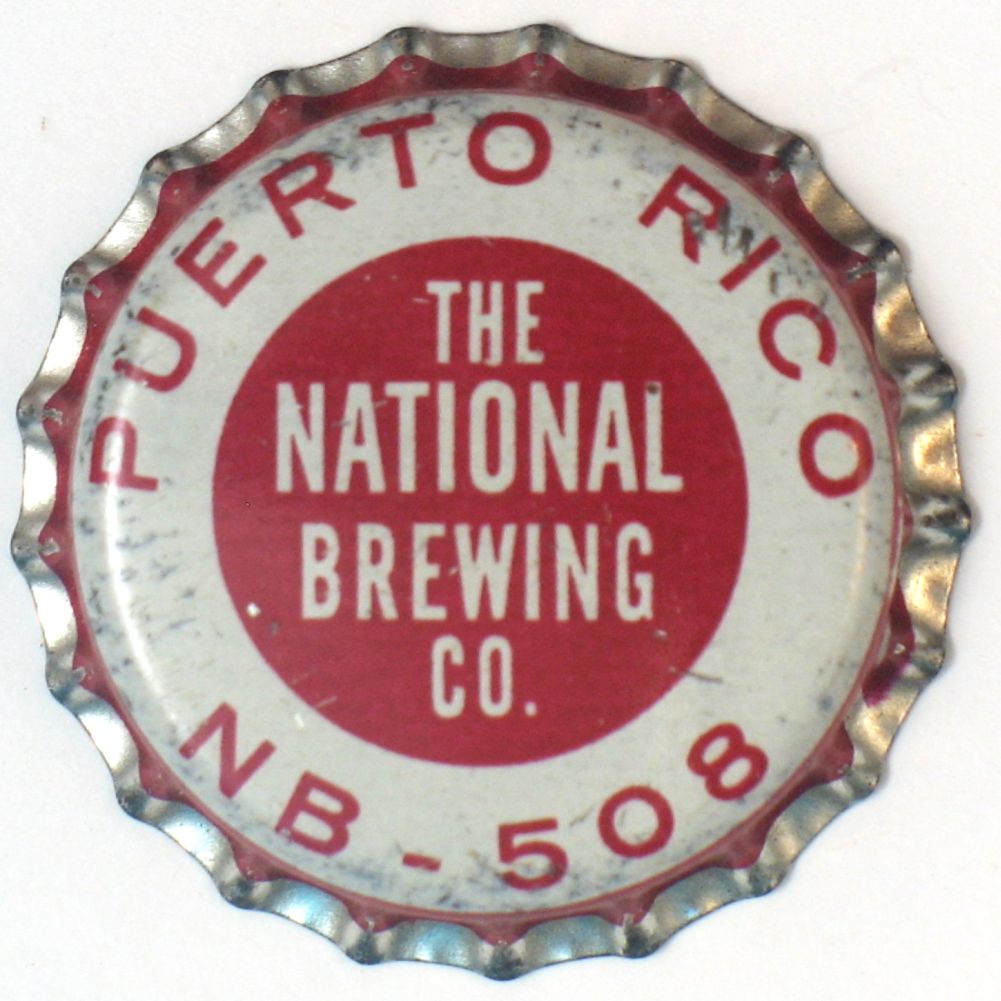 PUERTO RICO
THE
NATIONAL
BREWING
CO.
NB-508